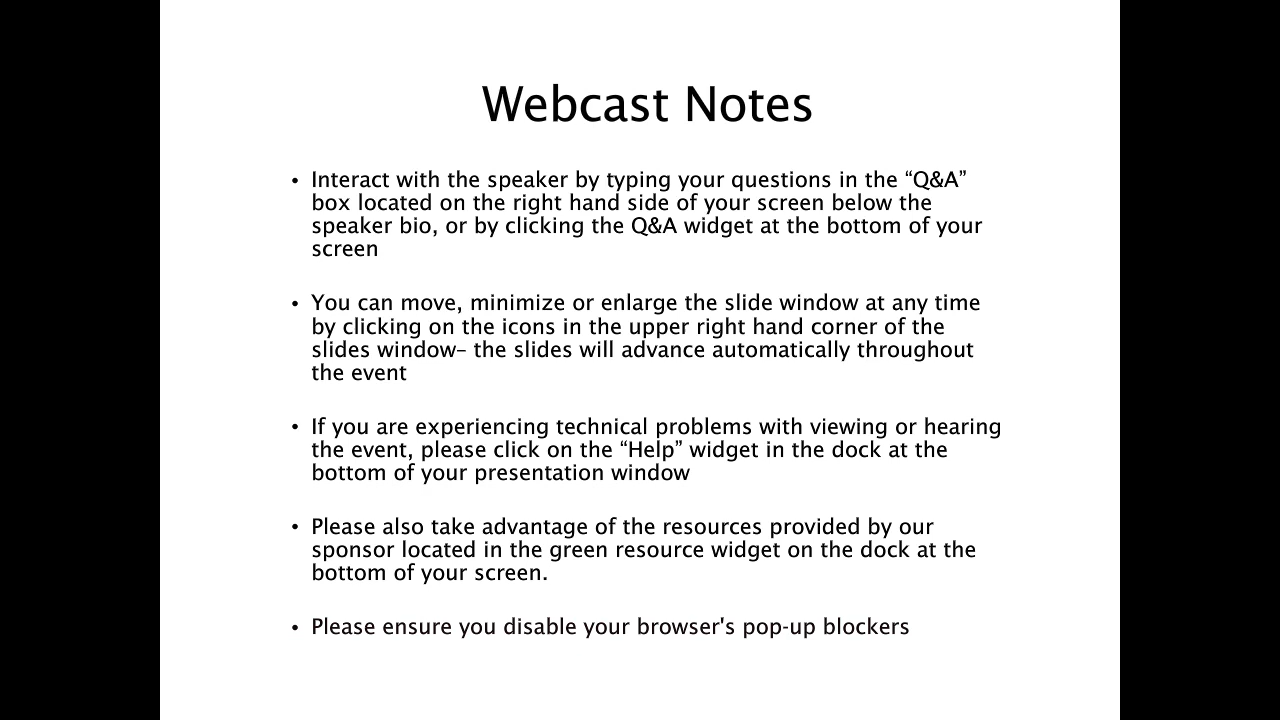 Webcast Notes
• Interact with the speaker by typing your questions in the “Q&A”
box located on the right hand side of your screen below the
speaker bio, or by clicking the Q&A widget at the bottom of your
screen
• You can move, minimize or enlarge the slide window at any time
by clicking on the icons in the upper right hand corner of the
slides window– the slides will advance automatically throughout
the event
• If you are experiencing technical problems with viewing or hearing
the event, please click on the “Help” widget in the dock at the
bottom of your presentation window
• Please also take advantage of the resources provided by our
sponsor located in the green resource widget on the dock at the
bottom of your screen.
• Please ensure you disable your browser's pop-up blockers